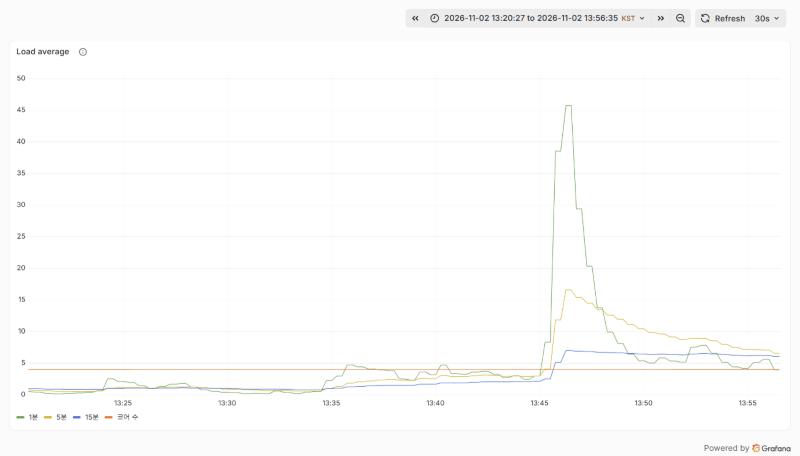 2026-11-02 13:20:27 to 2026-11-02 13:56:35 KST
Refresh 30s
Load average
50
45
40
35
30
25
20
15
10
5
0
13:25 13:30 13:35 13:40 13:45 13:50 13:55
1분 5분 15분 코어 수
Powered by Grafana